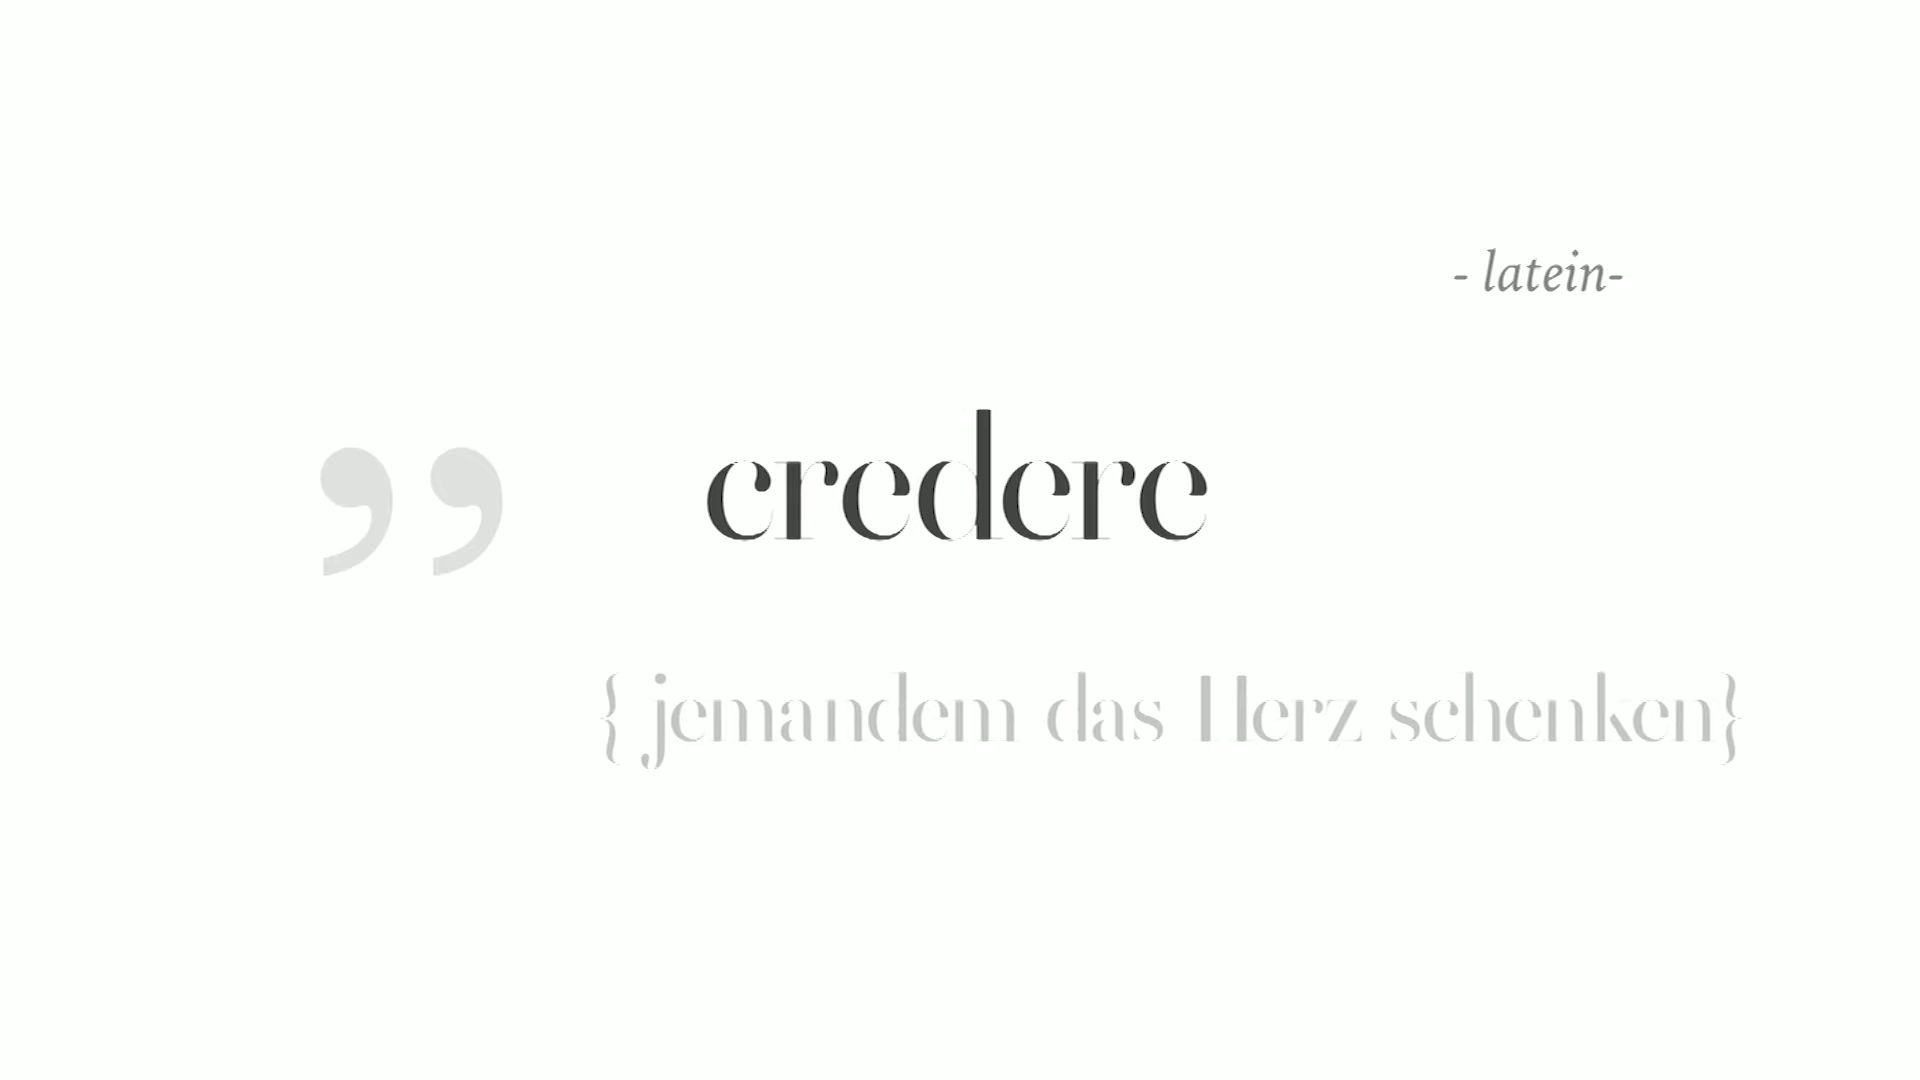 - latein-
” credere
{ jemandem das Herz schenken}